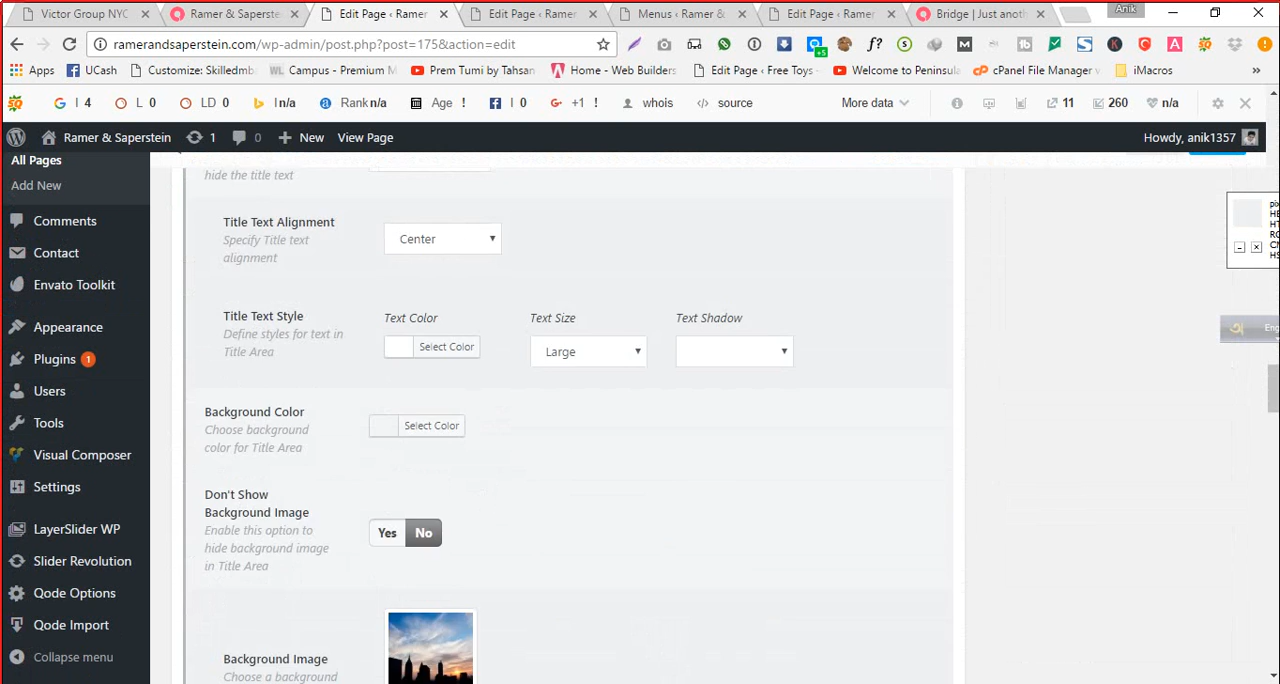 Victor Group NYC
Ramer & Saperste
Edit Page ‹ Ramer
Edit Page ‹ Ramer
Menus ‹ Ramer &
Edit Page ‹ Ramer
Bridge | Just anoth
Anik
ramerandsaperstein.com/wp-admin/post.php?post=175&action=edit
Apps
UCash
Customize: Skilledmb
Campus - Premium M
Prem Tumi by Tahsan
Home - Web Builders
Edit Page ‹ Free Toys
Welcome to Peninsula
cPanel File Manager v
iMacros
I 4
L 0
LD 0
I n/a
Rank n/a
Age !
I 0
+1 !
whois
source
More data
11
260
n/a
Ramer & Saperstein
1
0
New
View Page
Howdy, anik1357
All Pages
Add New
Comments
Contact
Envato Toolkit
Appearance
Plugins 1
Users
Tools
Visual Composer
Settings
LayerSlider WP
Slider Revolution
Qode Options
Qode Import
Collapse menu
hide the title text
Title Text Alignment
Specify Title text
alignment
Center
Title Text Style
Define styles for text in
Title Area
Text Color
Select Color
Text Size
Large
Text Shadow
Background Color
Choose background
color for Title Area
Select Color
Don't Show
Background Image
Enable this option to
hide background image
in Title Area
Yes
No
Background Image
Choose a background